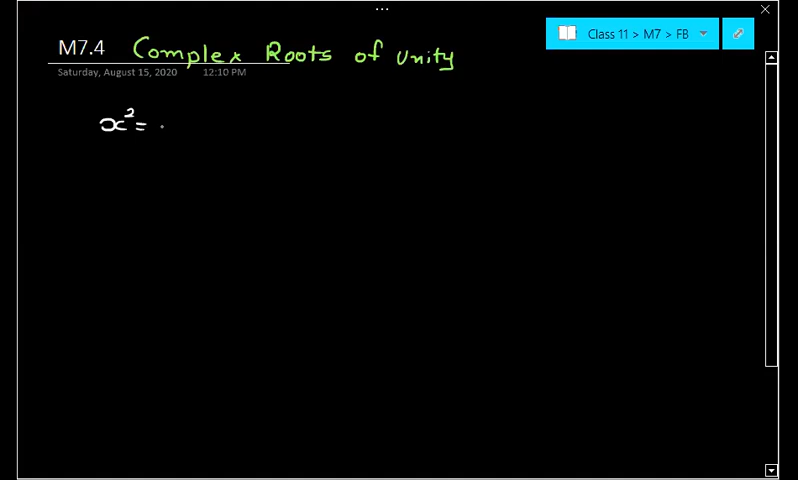 M7.4 Complex Roots of unity
Class 11 > M7 > FB
Saturday, August 15, 2020 12:10 PM
x² =